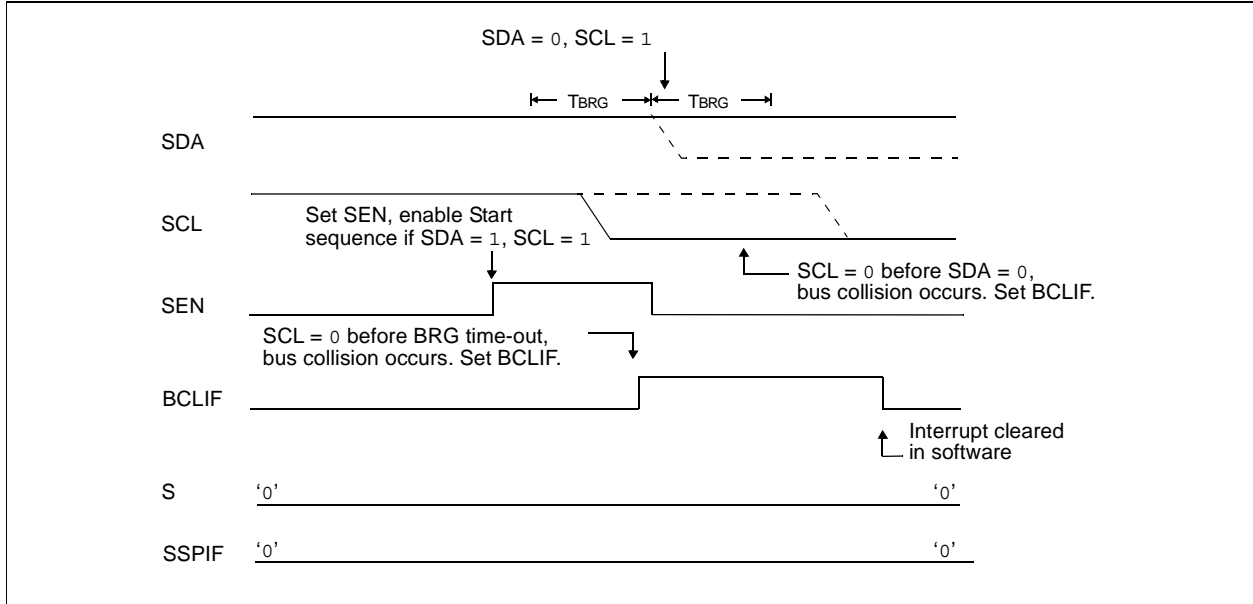 SDA = 0, SCL = 1
TBRG TBRG
SDA
SCL
Set SEN, enable Start
sequence if SDA = 1, SCL = 1
SCL = 0 before SDA = 0,
bus collision occurs. Set BCLIF.
SEN
SCL = 0 before BRG time-out,
bus collision occurs. Set BCLIF.
BCLIF
Interrupt cleared
in software
S
‘0’ ‘0’
SSPIF
‘0’ ‘0’